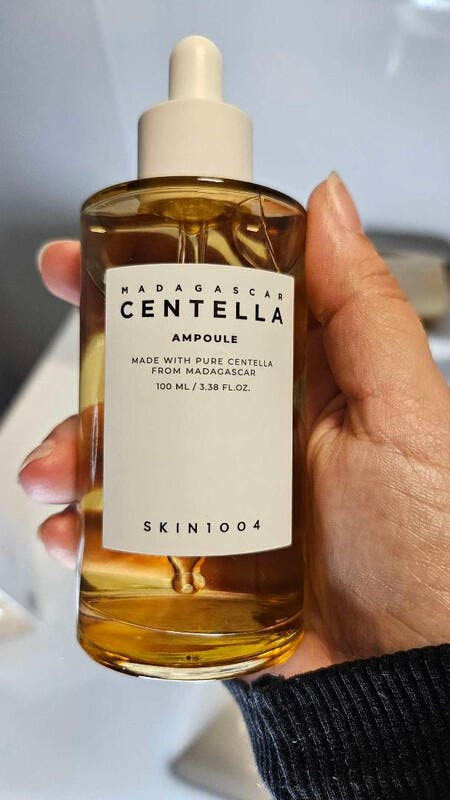 MADAGASCAR
CENTELLA
AMPOULE
MADE WITH PURE CENTELLA
FROM MADAGASCAR
100 ML / 3.38 FL.OZ.
SKIN1004